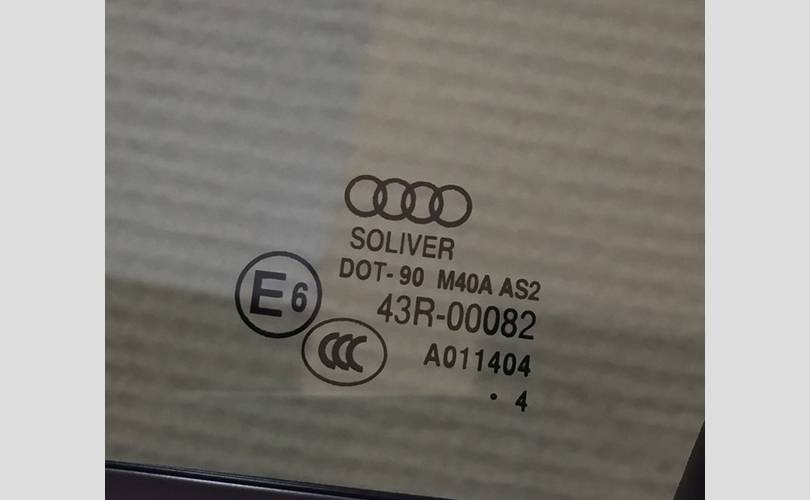 SOLIVER
DOT-90 M40A AS2
E6
43R-00082
CCC
A011404
· 4